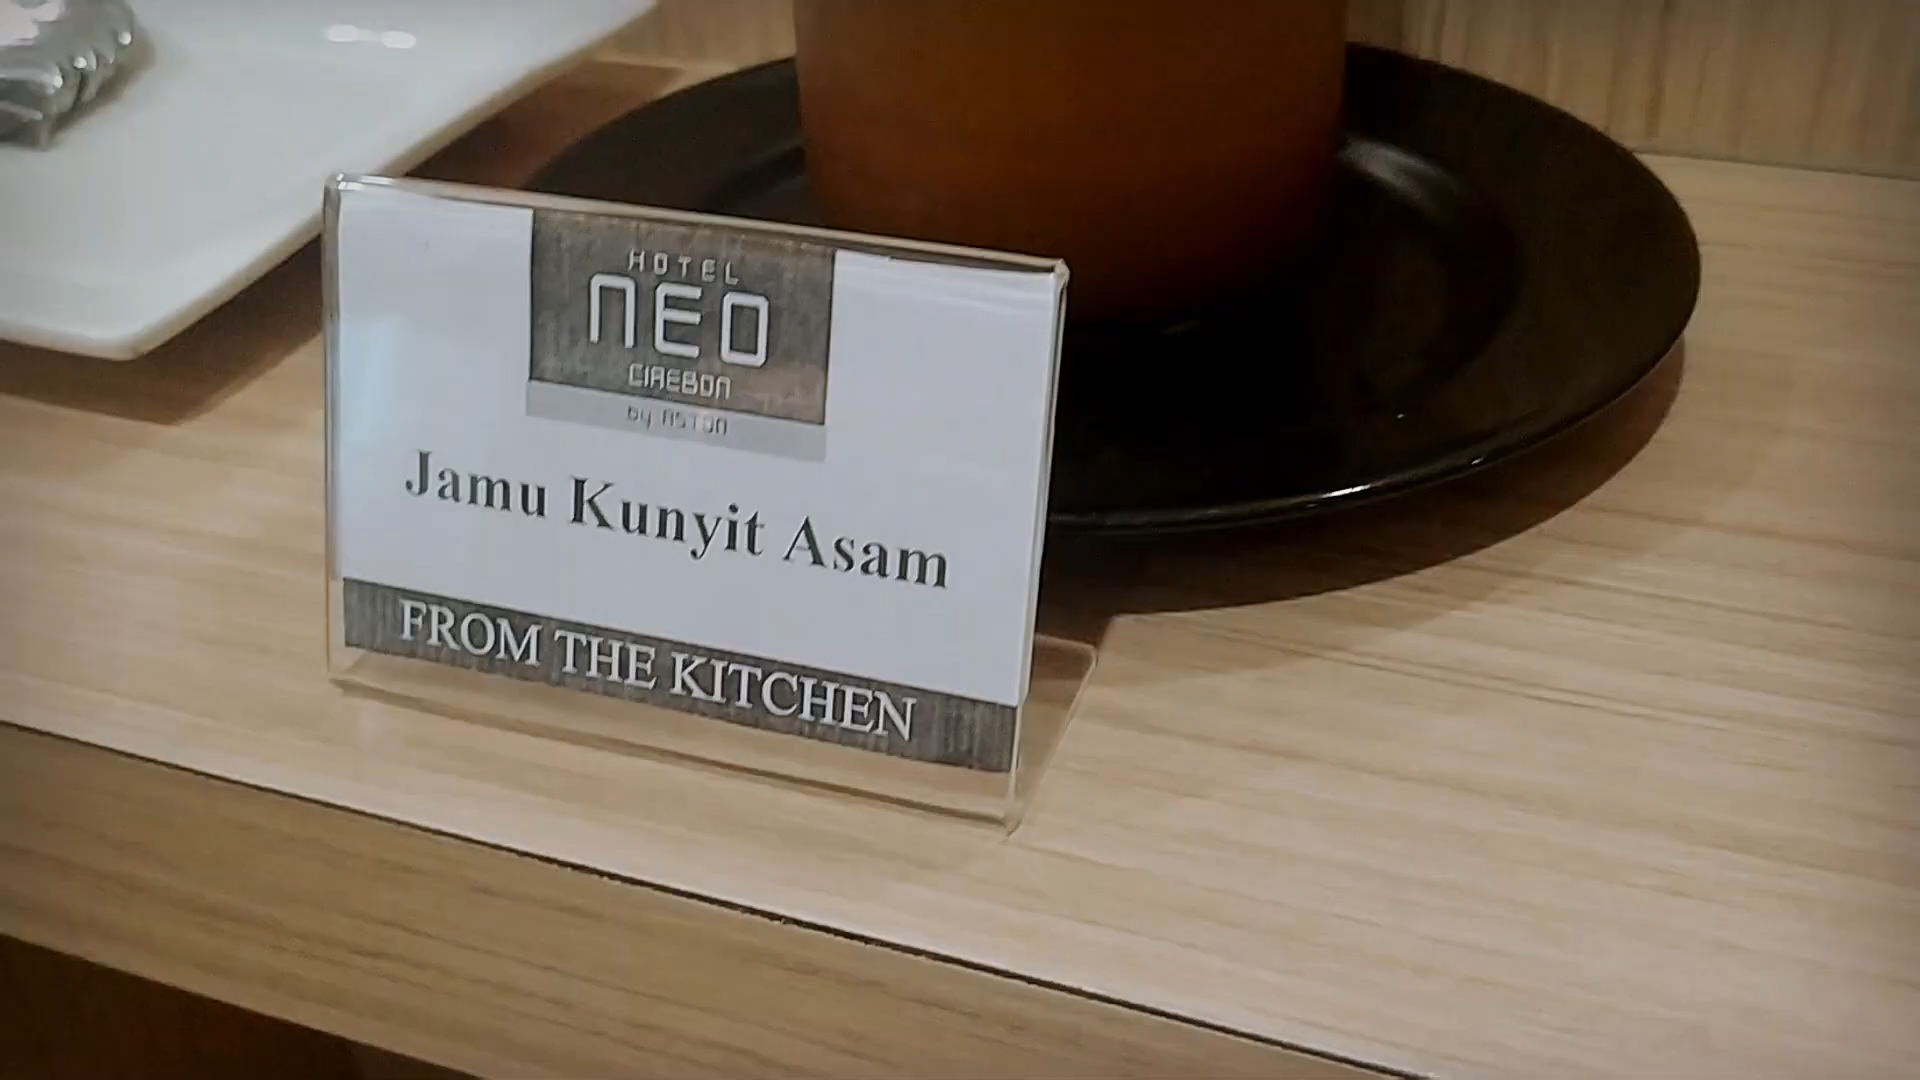 HOTEL
NEO
CIREBON
by ASTON
Jamu Kunyit Asam
FROM THE KITCHEN